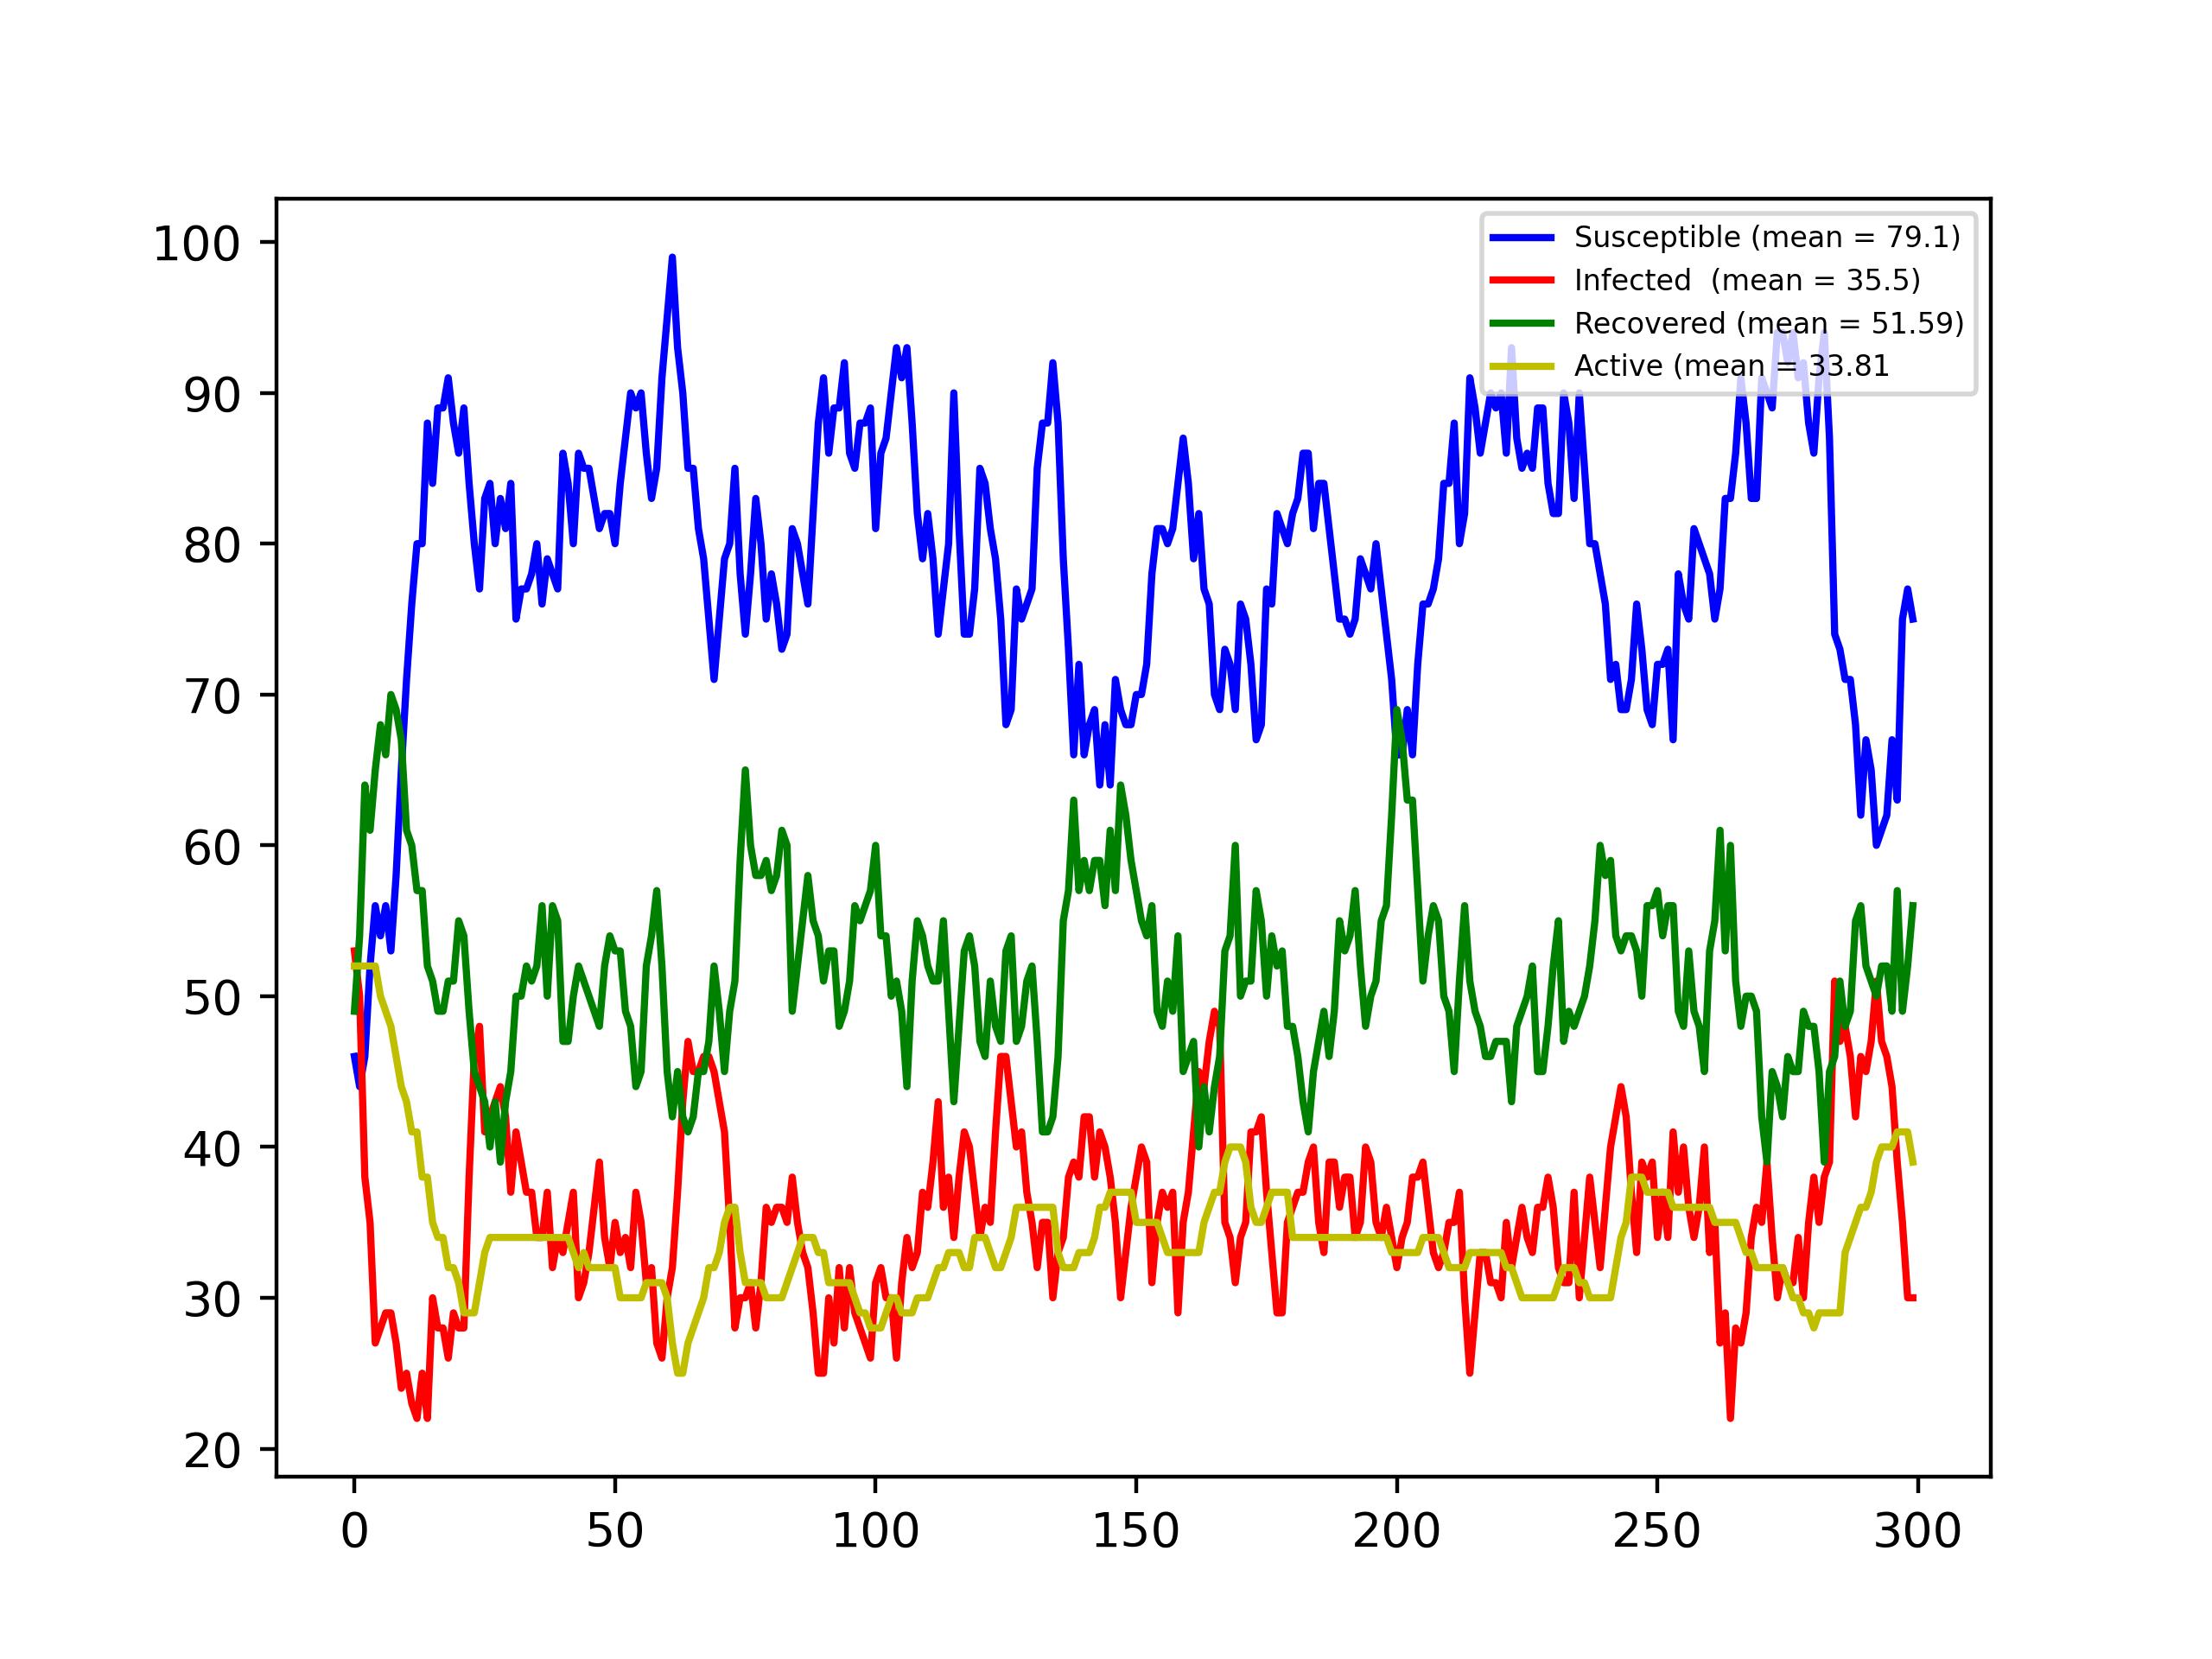 100
90
80
70
60
50
40
30
20
0 50 100 150 200 250 300
Susceptible (mean = 79.1)
Infected  (mean = 35.5)
Recovered (mean = 51.59)
Active (mean = 33.81